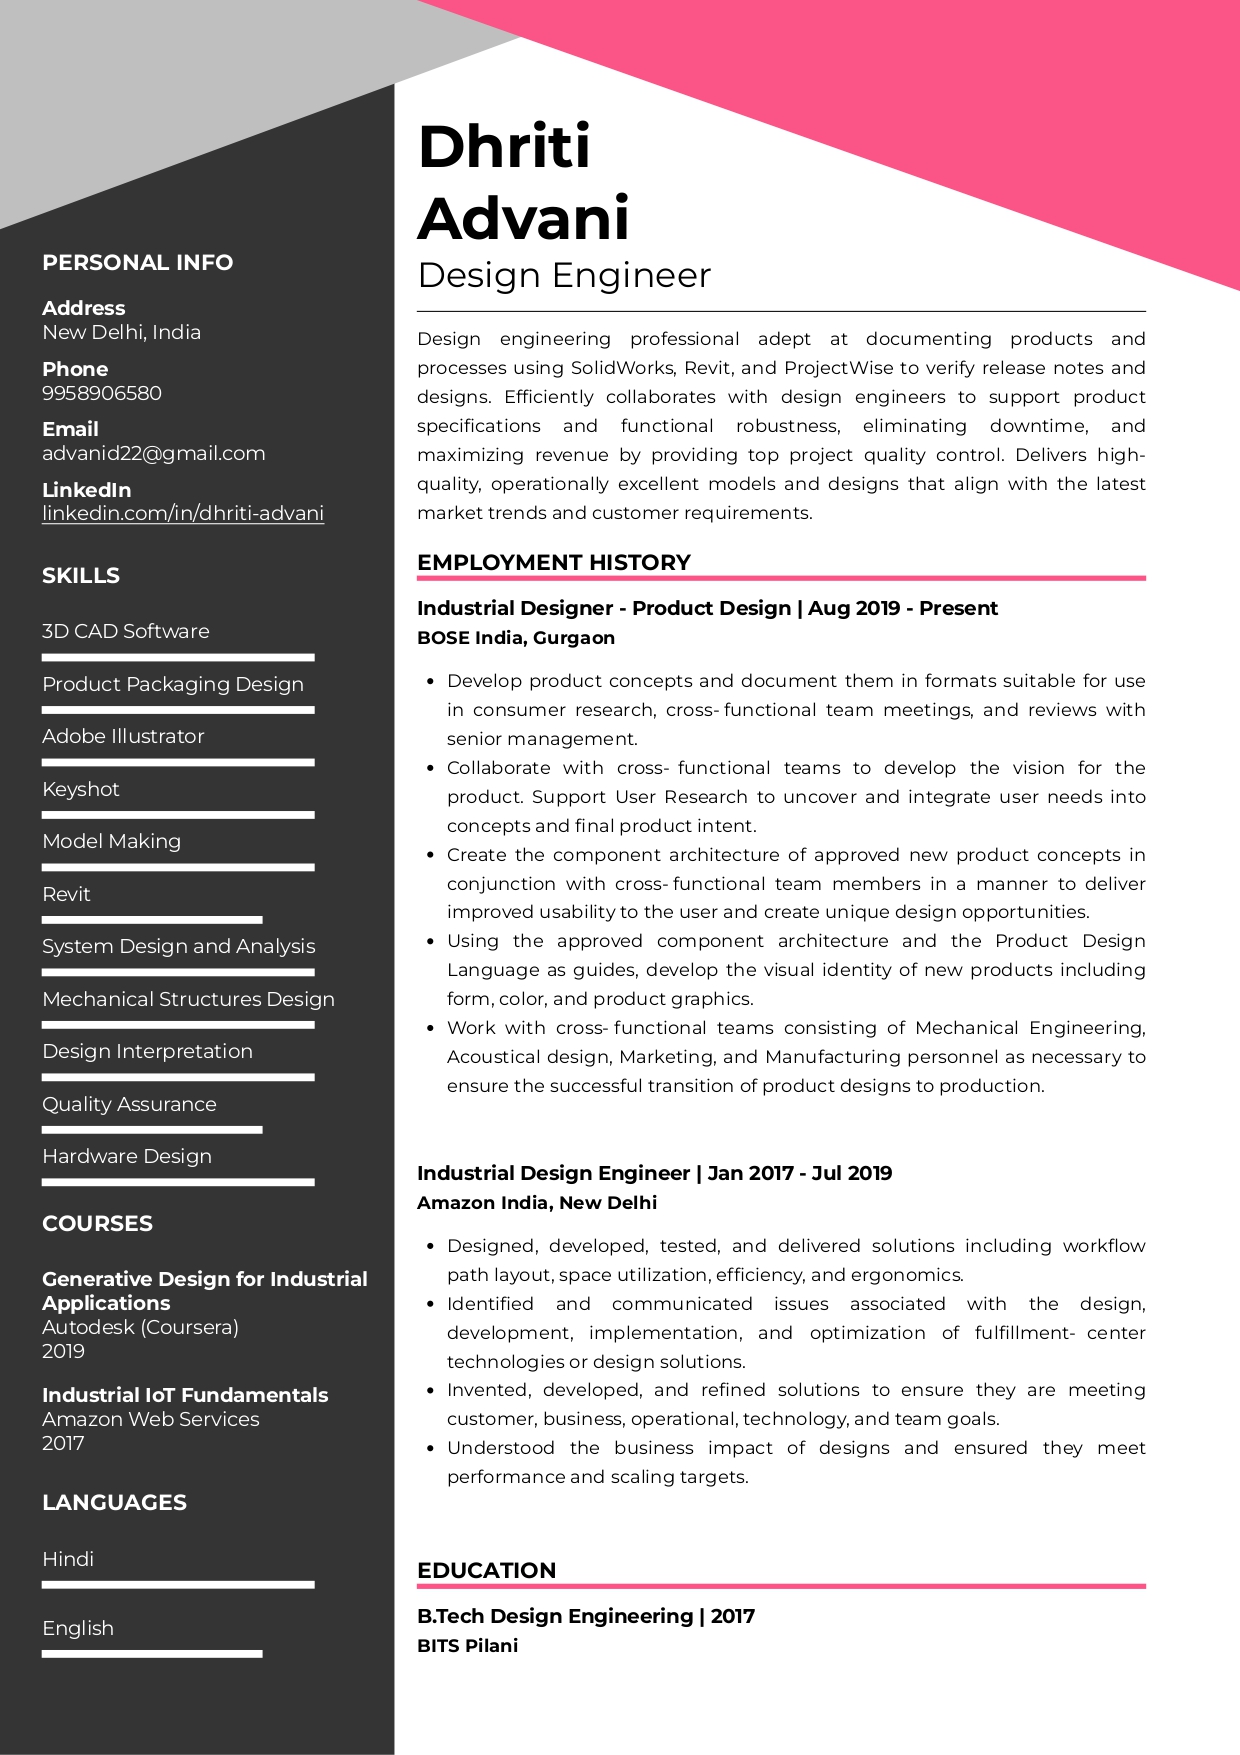 Dhriti
Advani
Design Engineer
PERSONAL INFO
Address
New Delhi, India
Phone
9958906580
Email
advanid22@gmail.com
LinkedIn
linkedin.com/in/dhriti-advani
SKILLS
3D CAD Software
Product Packaging Design
Adobe Illustrator
Keyshot
Model Making
Revit
System Design and Analysis
Mechanical Structures Design
Design Interpretation
Quality Assurance
Hardware Design
COURSES
Generative Design for Industrial
Applications
Autodesk (Coursera)
2019
Industrial IoT Fundamentals
Amazon Web Services
2017
LANGUAGES
Hindi
English
Design engineering professional adept at documenting products and
processes using SolidWorks, Revit, and ProjectWise to verify release notes and
designs. Efficiently collaborates with design engineers to support product
specifications and functional robustness, eliminating downtime, and
maximizing revenue by providing top project quality control. Delivers high-
quality, operationally excellent models and designs that align with the latest
market trends and customer requirements.
EMPLOYMENT HISTORY
Industrial Designer - Product Design | Aug 2019 - Present
BOSE India, Gurgaon
• Develop product concepts and document them in formats suitable for use
in consumer research, cross- functional team meetings, and reviews with
senior management.
• Collaborate with cross- functional teams to develop the vision for the
product. Support User Research to uncover and integrate user needs into
concepts and final product intent.
• Create the component architecture of approved new product concepts in
conjunction with cross- functional team members in a manner to deliver
improved usability to the user and create unique design opportunities.
• Using the approved component architecture and the Product Design
Language as guides, develop the visual identity of new products including
form, color, and product graphics.
• Work with cross- functional teams consisting of Mechanical Engineering,
Acoustical design, Marketing, and Manufacturing personnel as necessary to
ensure the successful transition of product designs to production.
Industrial Design Engineer | Jan 2017 - Jul 2019
Amazon India, New Delhi
• Designed, developed, tested, and delivered solutions including workflow
path layout, space utilization, efficiency, and ergonomics.
• Identified and communicated issues associated with the design,
development, implementation, and optimization of fulfillment- center
technologies or design solutions.
• Invented, developed, and refined solutions to ensure they are meeting
customer, business, operational, technology, and team goals.
• Understood the business impact of designs and ensured they meet
performance and scaling targets.
EDUCATION
B.Tech Design Engineering | 2017
BITS Pilani